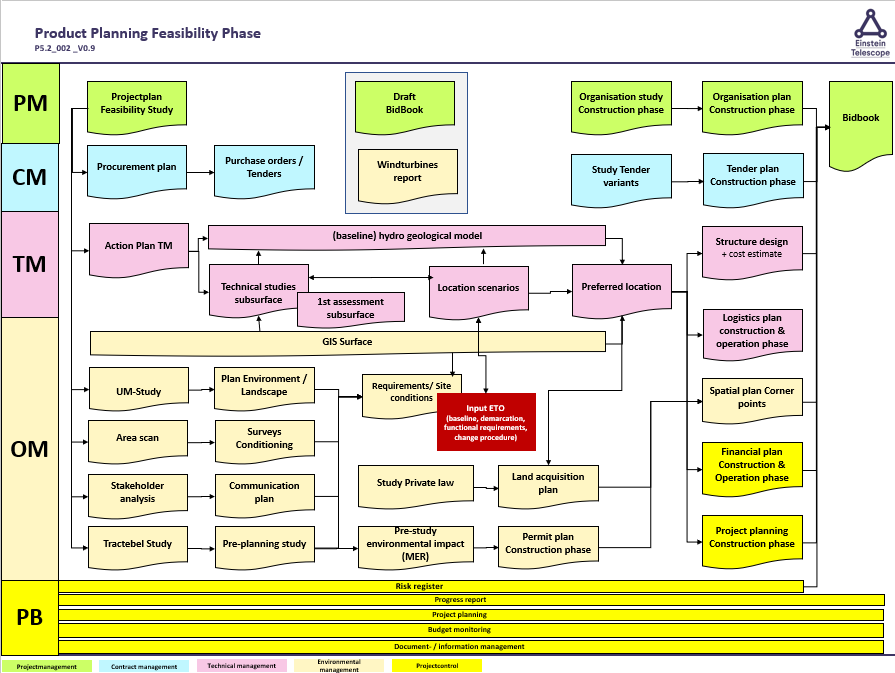 Product Planning Feasibility Phase
P5.2_002 _V0.9
Einstein
Telescope
PM
Projectplan
Feasibility Study
Draft
BidBook
Organisation study
Construction phase
Organisation plan
Construction phase
Bidbook
CM
Procurement plan
Purchase orders /
Tenders
Windturbines
report
Study Tender
variants
Tender plan
Construction phase
TM
Action Plan TM
(baseline) hydro geological model
Structure design
+ cost estimate
Technical studies
subsurface
1st assessment
subsurface
Location scenarios
Preferred location
Logistics plan
construction &
operation phase
OM
GIS Surface
UM-Study
Plan Environment /
Landscape
Requirements/ Site
conditions
Input ETO
(baseline, demarcation,
functional requirements,
change procedure)
Spatial plan Corner
points
Area scan
Surveys
Conditioning
Financial plan
Construction &
Operation phase
Stakeholder
analysis
Communication
plan
Study Private law
Land acquisition
plan
Tractebel Study
Pre-planning study
Pre-study
environmental impact
(MER)
Permit plan
Construction phase
Project planning
Construction phase
PB
Risk register
Progress report
Project planning
Budget monitoring
Document- / information management
Projectmanagement
Contract management
Technical management
Environmental
management
Projectcontrol